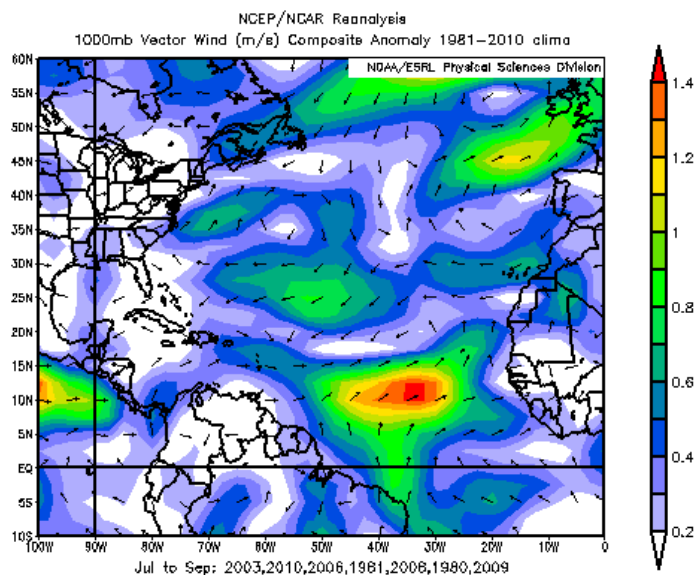 NCEP/NCAR Reanalysis
1000mb Vector Wind (m/s) Composite Anomaly 1981-2010 clima
NOAA/ESRL Physical Sciences Division
60N
55N
50N
45N
40N
35N
30N
25N
20N
15N
10N
5N
EQ
5S
10S
100W 90W 80W 70W 60W 50W 40W 30W 20W 10W 0
1.4
1.2
1
0.8
0.6
0.4
0.2
Jul to Sep: 2003,2010,2006,1981,2008,1980,2009